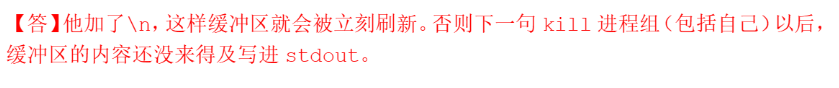 【答】他加了\n，这样缓冲区就会被立刻刷新。否则下一句 kill 进程组（包括自己）以后，
缓冲区的内容还没来得及写进 stdout。